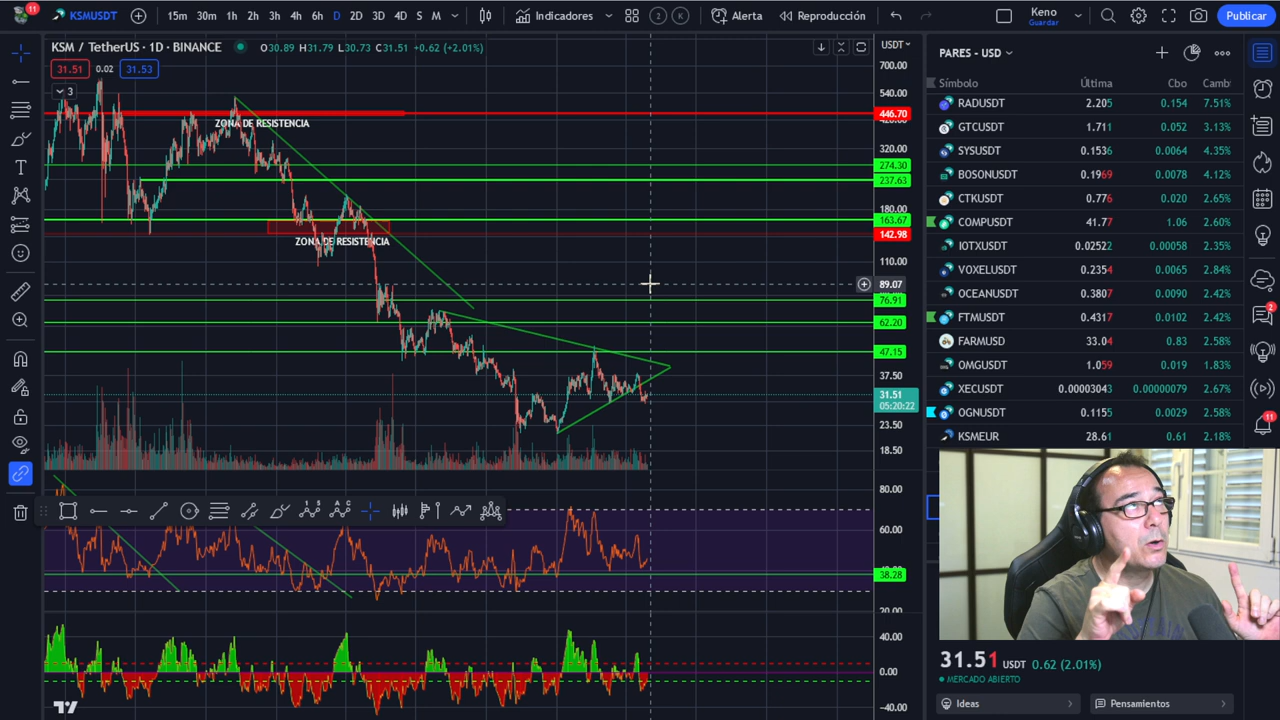 11
KSMUSDT
15m 30m 1h 2h 3h 4h 6h D 2D 3D 4D S M
Indicadores
2 K
Alerta
Reproducción
Keno
Guardar
Publicar
KSM / TetherUS · 1D · BINANCE
O30.89 H31.79 L30.73 C31.51 +0.62 (+2.01%)
31.51 0.02 31.53
3
ZONA DE RESISTENCIA
ZONA DE RESISTENCIA
USDT
700.00
540.00
446.70
320.00
274.30
237.63
180.00
163.67
142.98
110.00
89.07
76.91
62.20
47.15
37.50
31.51
05:20:22
23.50
18.50
80.00
60.00
38.28
20.00
40.00
0.00
-40.00
PARES - USD
Símbolo Última Cbo Camb
RADUSDT 2.205 0.154 7.51%
GTCUSDT 1.711 0.052 3.13%
SYSUSDT 0.1536 0.0064 4.35%
BOSONUSDT 0.1969 0.0078 4.12%
CTKUSDT 0.776 0.020 2.65%
COMPUSDT 41.77 1.06 2.60%
IOTXUSDT 0.02522 0.00058 2.35%
VOXELUSDT 0.2354 0.0065 2.84%
OCEANUSDT 0.3807 0.0090 2.42%
FTMUSDT 0.4317 0.0102 2.42%
FARMUSD 33.04 0.83 2.58%
OMGUSDT 1.059 0.019 1.83%
XECUSDT 0.00003043 0.00000079 2.67%
OGNUSDT 0.1155 0.0029 2.58%
KSMEUR 28.61 0.61 2.18%
2
11
31.51 USDT 0.62 (2.01%)
MERCADO ABIERTO
Ideas
Pensamientos